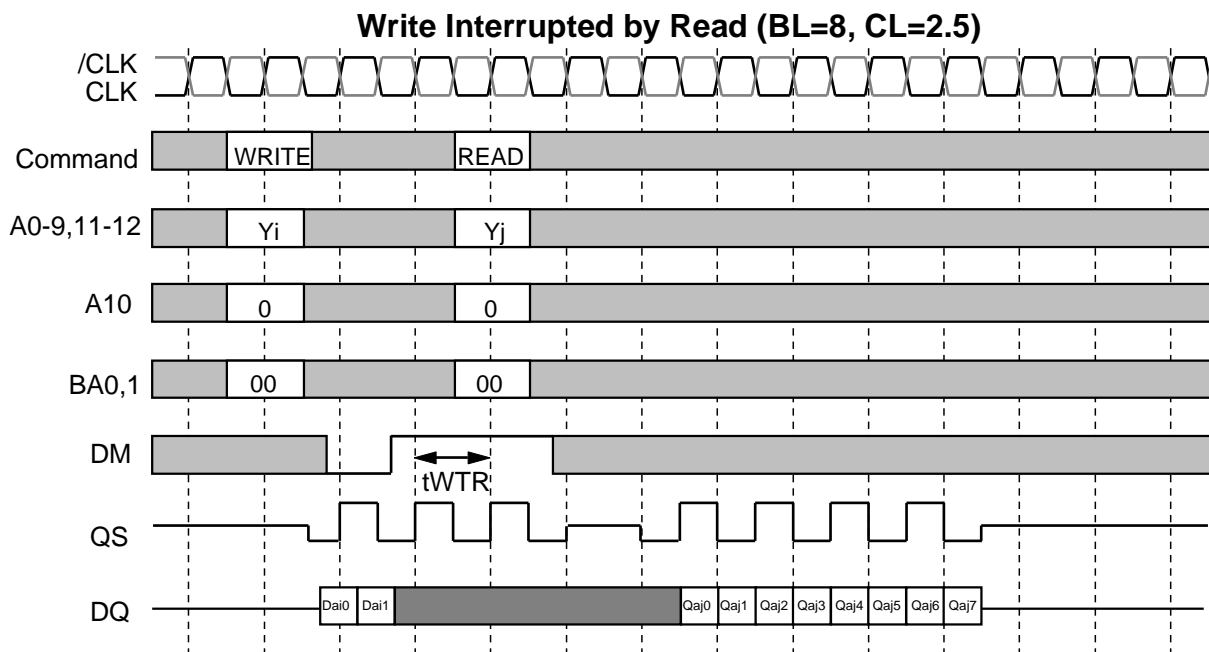 Write Interrupted by Read (BL=8, CL=2.5)
/CLK
CLK
Command WRITE READ
A0-9,11-12 Yi Yj
A10 0 0
BA0,1 00 00
DM
tWTR
QS
DQ Dai0 Dai1 Qaj0 Qaj1 Qaj2 Qaj3 Qaj4 Qaj5 Qaj6 Qaj7